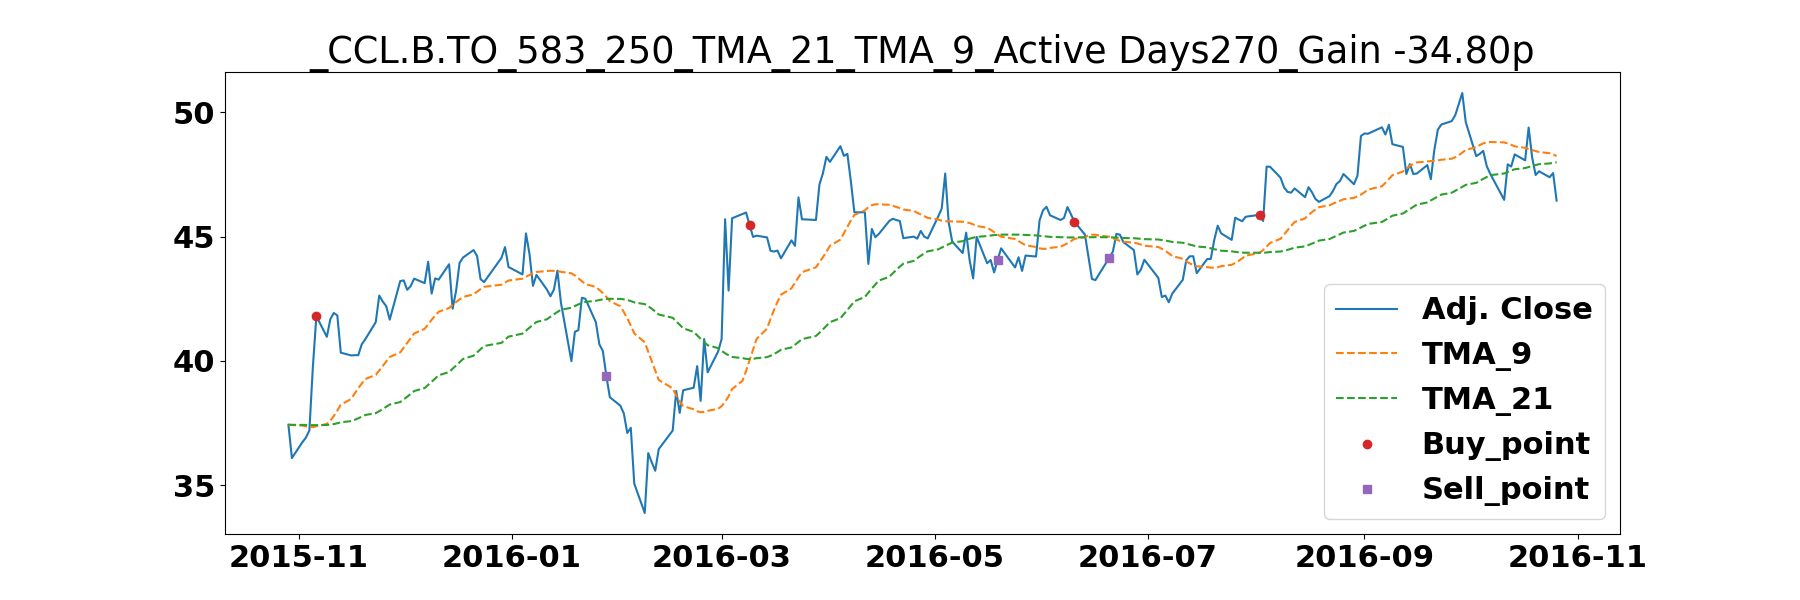 _CCL.B.TO_583_250_TMA_21_TMA_9_Active Days270_Gain -34.80p
50
45
40
35
Adj. Close
TMA_9
TMA_21
Buy_point
Sell_point
2015-11 2016-01 2016-03 2016-05 2016-07 2016-09 2016-11